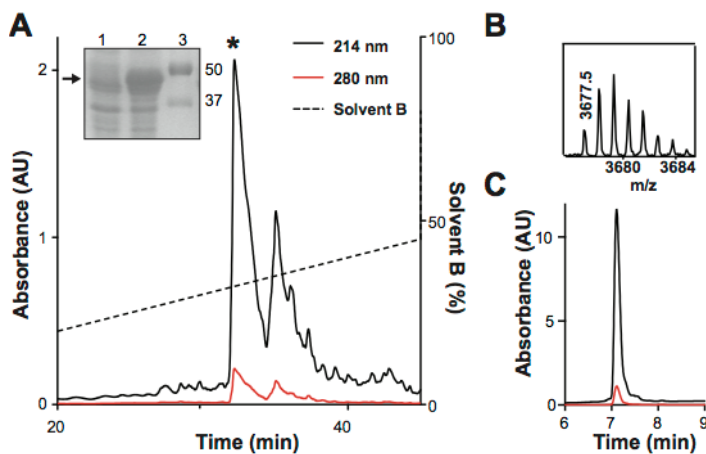 A
1 2 3
50
37
*
214 nm
280 nm
Solvent B
Absorbance (AU)
2
1
0
Solvent B (%)
100
50
0
20 40
Time (min)
B
3677.5
3680 3684
m/z
C
Absorbance (AU)
10
5
0
6 7 8 9
Time (min)